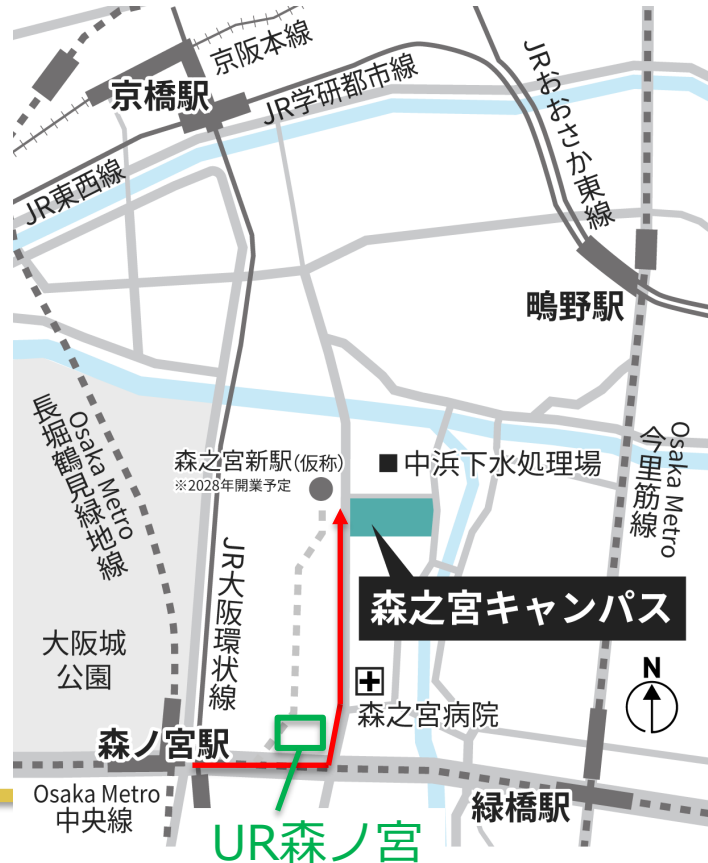 京阪本線
京橋駅
JR学研都市線
JRおおさか東線
JR東西線
鴫野駅
Osaka Metro
長堀鶴見緑地線
Osaka Metro
今里筋線
森之宮新駅(仮称)
※2028年開業予定
■中浜下水処理場
JR大阪環状線
森之宮キャンパス
大阪城
公園
N
森之宮病院
森ノ宮駅
Osaka Metro
中央線
緑橋駅
UR森ノ宮